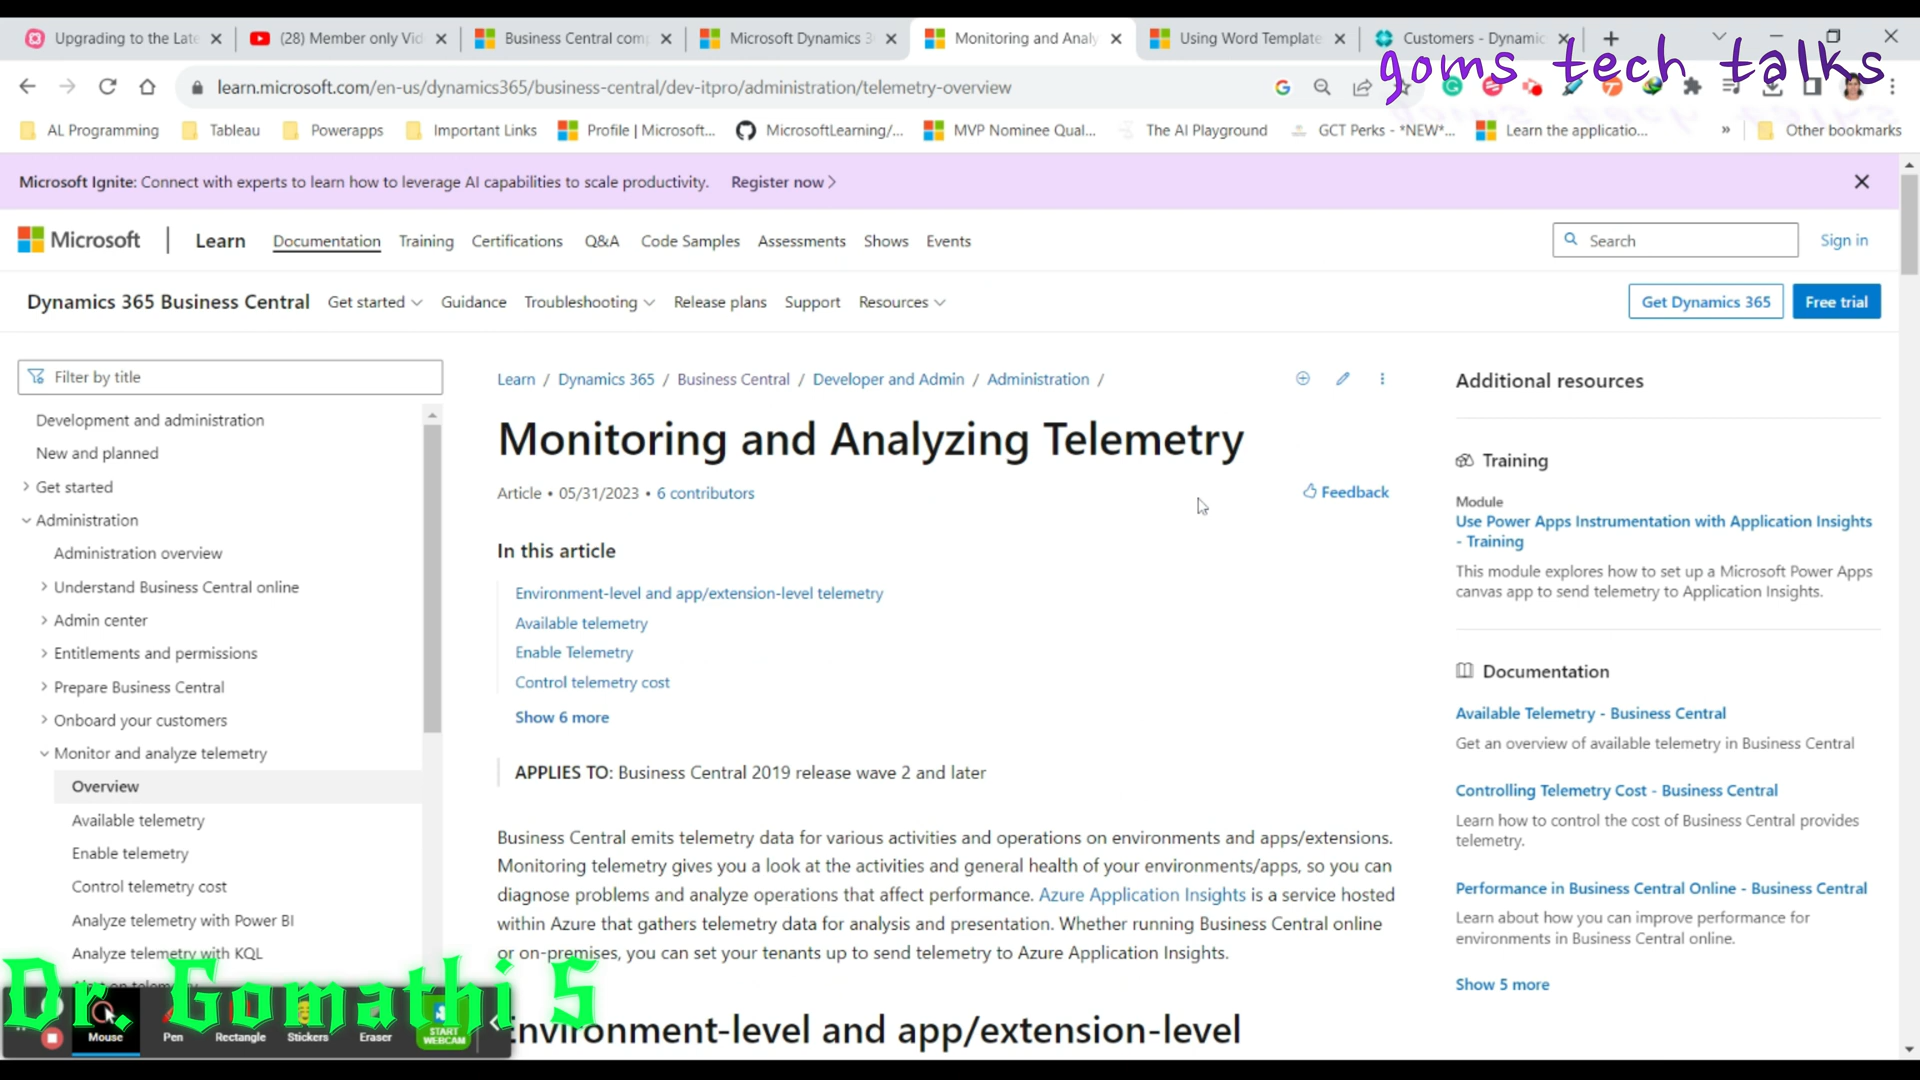 Upgrading to the Late
(28) Member only Vid
Business Central com
Microsoft Dynamics 3
Monitoring and Analy
Using Word Template
Customers - Dynamic
goms tech talks
learn.microsoft.com/en-us/dynamics365/business-central/dev-itpro/administration/telemetry-overview
AL Programming
Tableau
Powerapps
Important Links
Profile | Microsoft...
MicrosoftLearning/...
MVP Nominee Qual...
The AI Playground
GCT Perks - *NEW*...
Learn the applicatio...
»
Other bookmarks
Microsoft Ignite: Connect with experts to learn how to leverage AI capabilities to scale productivity. Register now
Microsoft
Learn
Documentation
Training
Certifications
Q&A
Code Samples
Assessments
Shows
Events
Search
Sign in
Dynamics 365 Business Central
Get started
Guidance
Troubleshooting
Release plans
Support
Resources
Get Dynamics 365
Free trial
Filter by title
Development and administration
New and planned
Get started
Administration
Administration overview
Understand Business Central online
Admin center
Entitlements and permissions
Prepare Business Central
Onboard your customers
Monitor and analyze telemetry
Overview
Available telemetry
Enable telemetry
Control telemetry cost
Analyze telemetry with Power BI
Analyze telemetry with KQL
Learn / Dynamics 365 / Business Central / Developer and Admin / Administration /
Monitoring and Analyzing Telemetry
Article • 05/31/2023 • 6 contributors
Feedback
In this article
Environment-level and app/extension-level telemetry
Available telemetry
Enable Telemetry
Control telemetry cost
Show 6 more
APPLIES TO: Business Central 2019 release wave 2 and later
Business Central emits telemetry data for various activities and operations on environments and apps/extensions.
Monitoring telemetry gives you a look at the activities and general health of your environments/apps, so you can
diagnose problems and analyze operations that affect performance. Azure Application Insights is a service hosted
within Azure that gathers telemetry data for analysis and presentation. Whether running Business Central online
or on-premises, you can set your tenants up to send telemetry to Azure Application Insights.
Environment-level and app/extension-level
Additional resources
Training
Module
Use Power Apps Instrumentation with Application Insights
- Training
This module explores how to set up a Microsoft Power Apps
canvas app to send telemetry to Application Insights.
Documentation
Available Telemetry - Business Central
Get an overview of available telemetry in Business Central
Controlling Telemetry Cost - Business Central
Learn how to control the cost of Business Central provides
telemetry.
Performance in Business Central Online - Business Central
Learn about how you can improve performance for
environments in Business Central online.
Show 5 more
Dr. Gomathi S
Mouse
Pen
Rectangle
Stickers
Eraser
START
WEBCAM